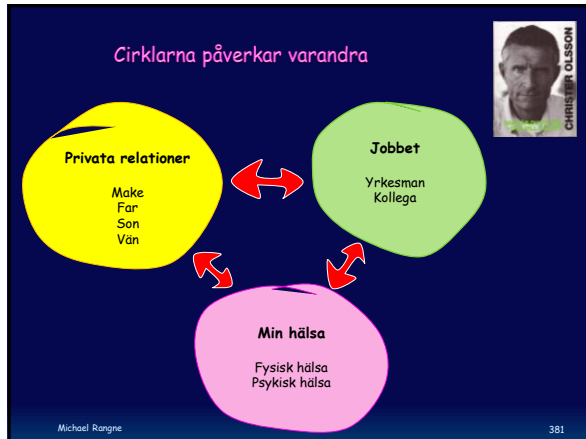 Cirklarna påverkar varandra
CHRISTER OLSSON
Privata relationer
Make
Far
Son
Vän
Jobbet
Yrkesman
Kollega
Min hälsa
Fysisk hälsa
Psykisk hälsa
Michael Rangne
381